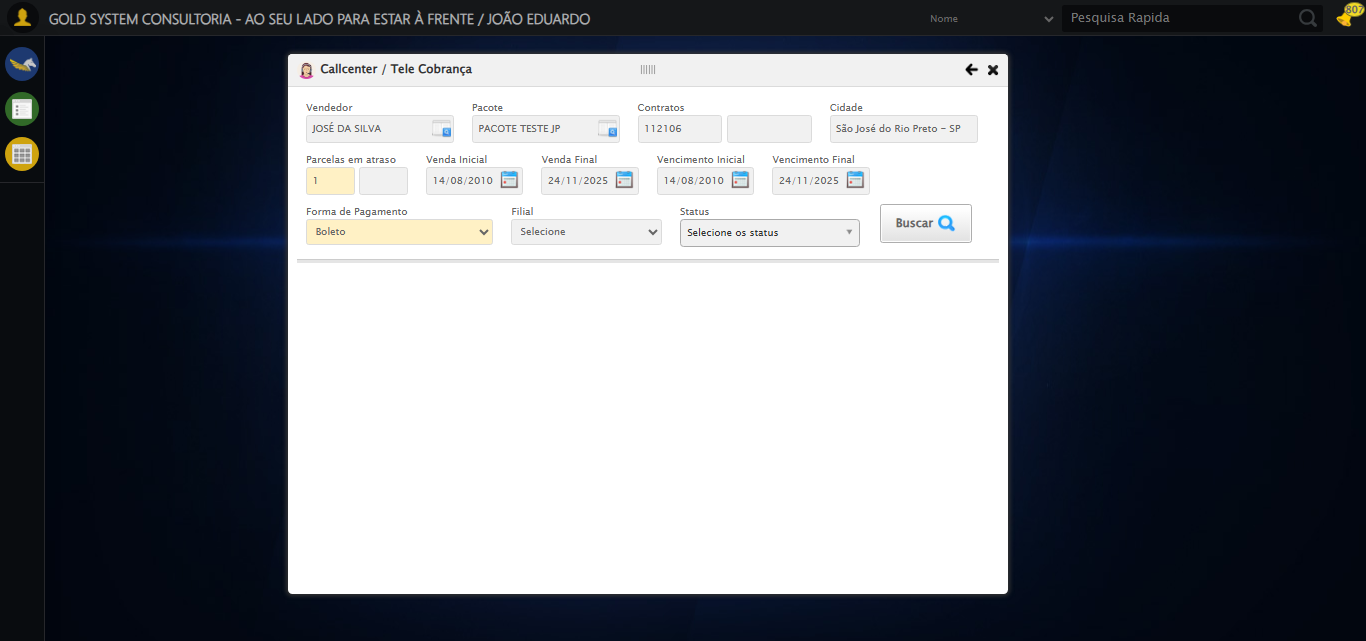 GOLD SYSTEM CONSULTORIA - AO SEU LADO PARA ESTAR À FRENTE / JOÃO EDUARDO
Nome
Pesquisa Rapida
807
Callcenter / Tele Cobrança
Vendedor Pacote Contratos Cidade
JOSÉ DA SILVA PACOTE TESTE JP 112106 São José do Rio Preto - SP
Parcelas em atraso Venda Inicial Venda Final Vencimento Inicial Vencimento Final
1 14/08/2010 24/11/2025 14/08/2010 24/11/2025
Forma de Pagamento Filial Status
Boleto Selecione Selecione os status Buscar